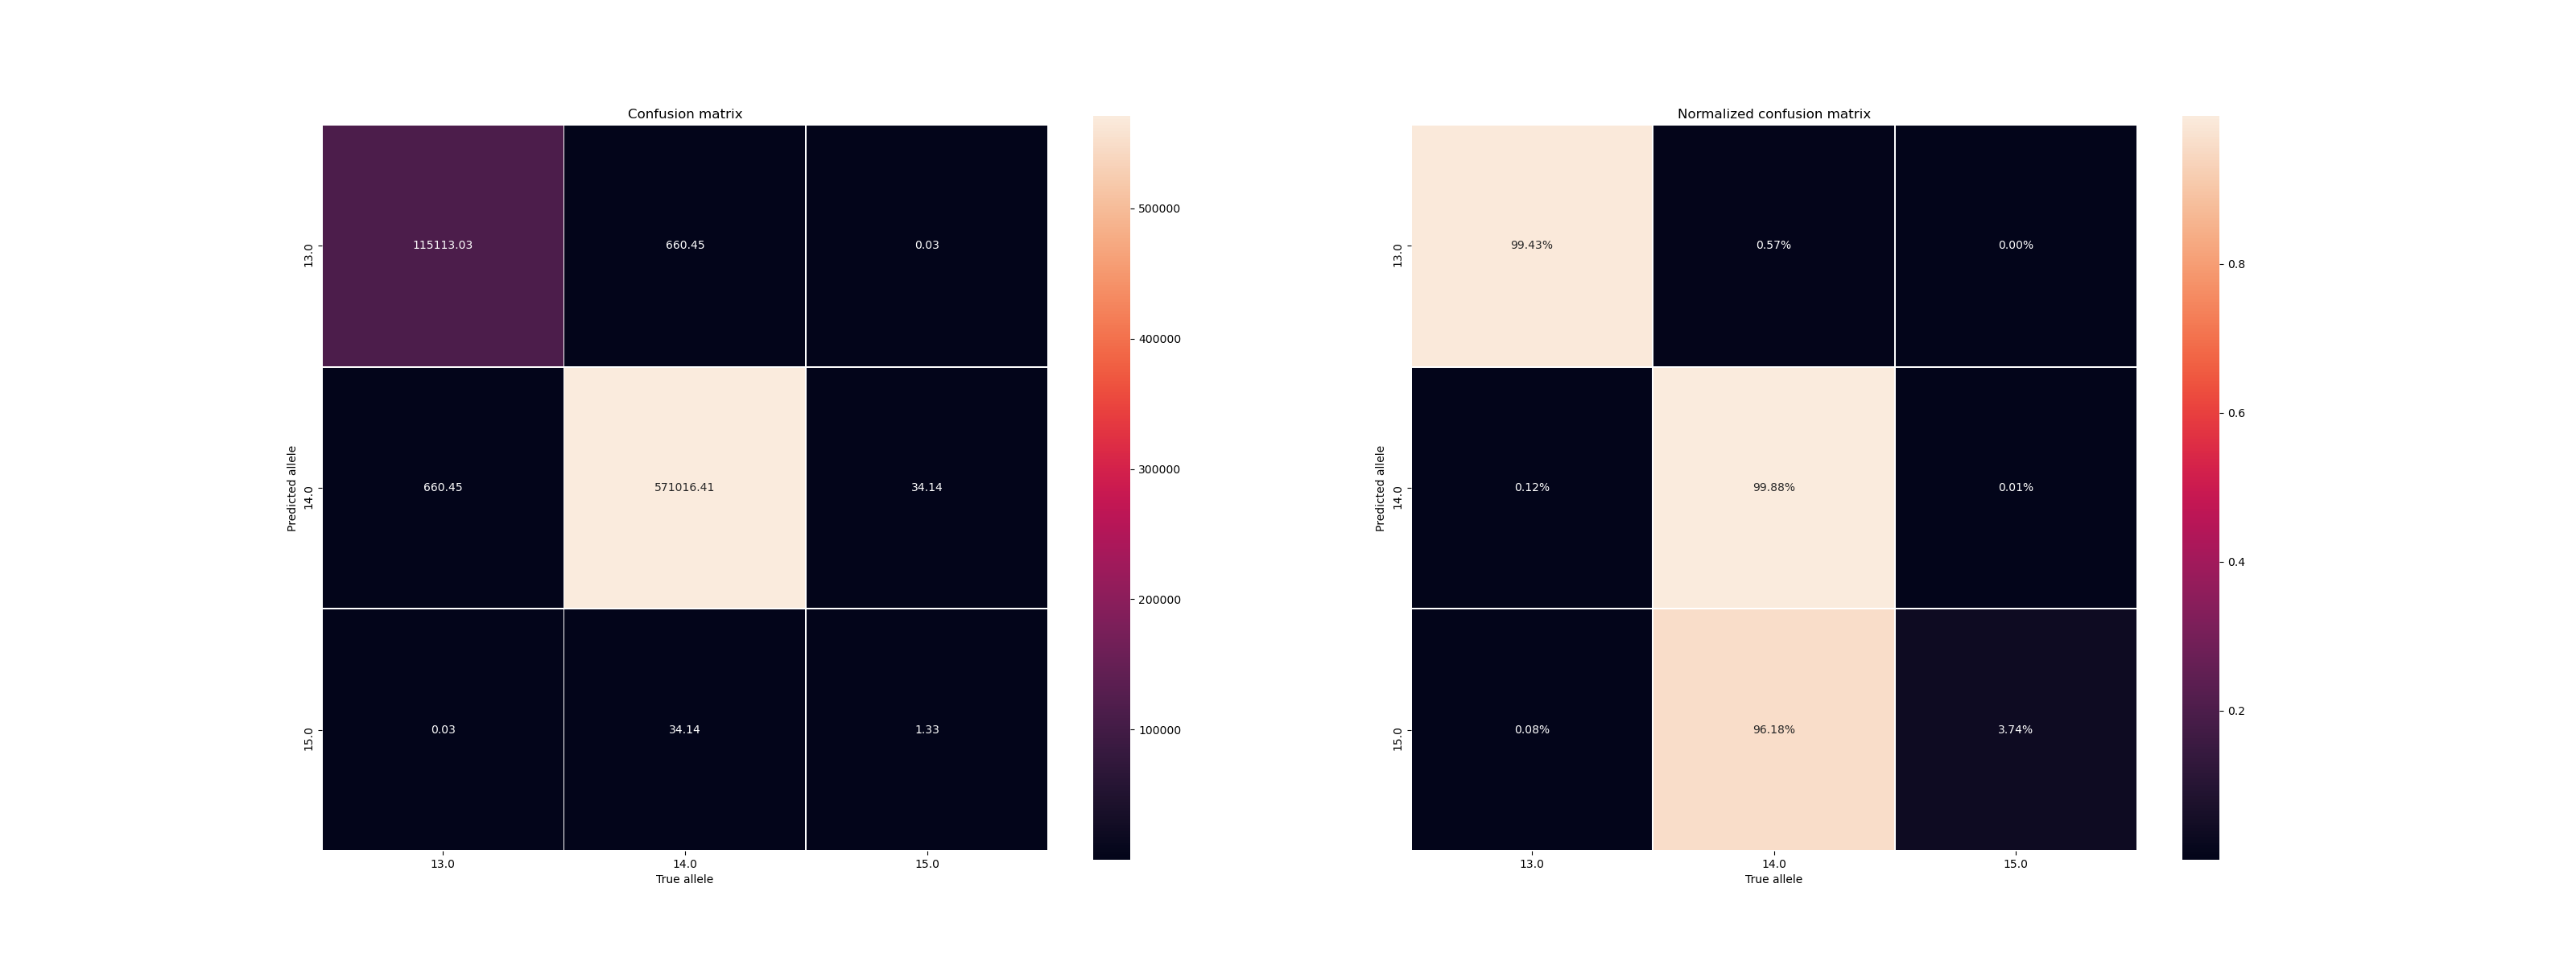 Confusion matrix
13.0
115113.03 660.45 0.03
Predicted allele
14.0
660.45 571016.41 34.14
15.0
0.03 34.14 1.33
13.0 14.0 15.0
True allele
500000
400000
300000
200000
100000
Normalized confusion matrix
13.0
99.43% 0.57% 0.00%
Predicted allele
14.0
0.12% 99.88% 0.01%
15.0
0.08% 96.18% 3.74%
13.0 14.0 15.0
True allele
0.8
0.6
0.4
0.2